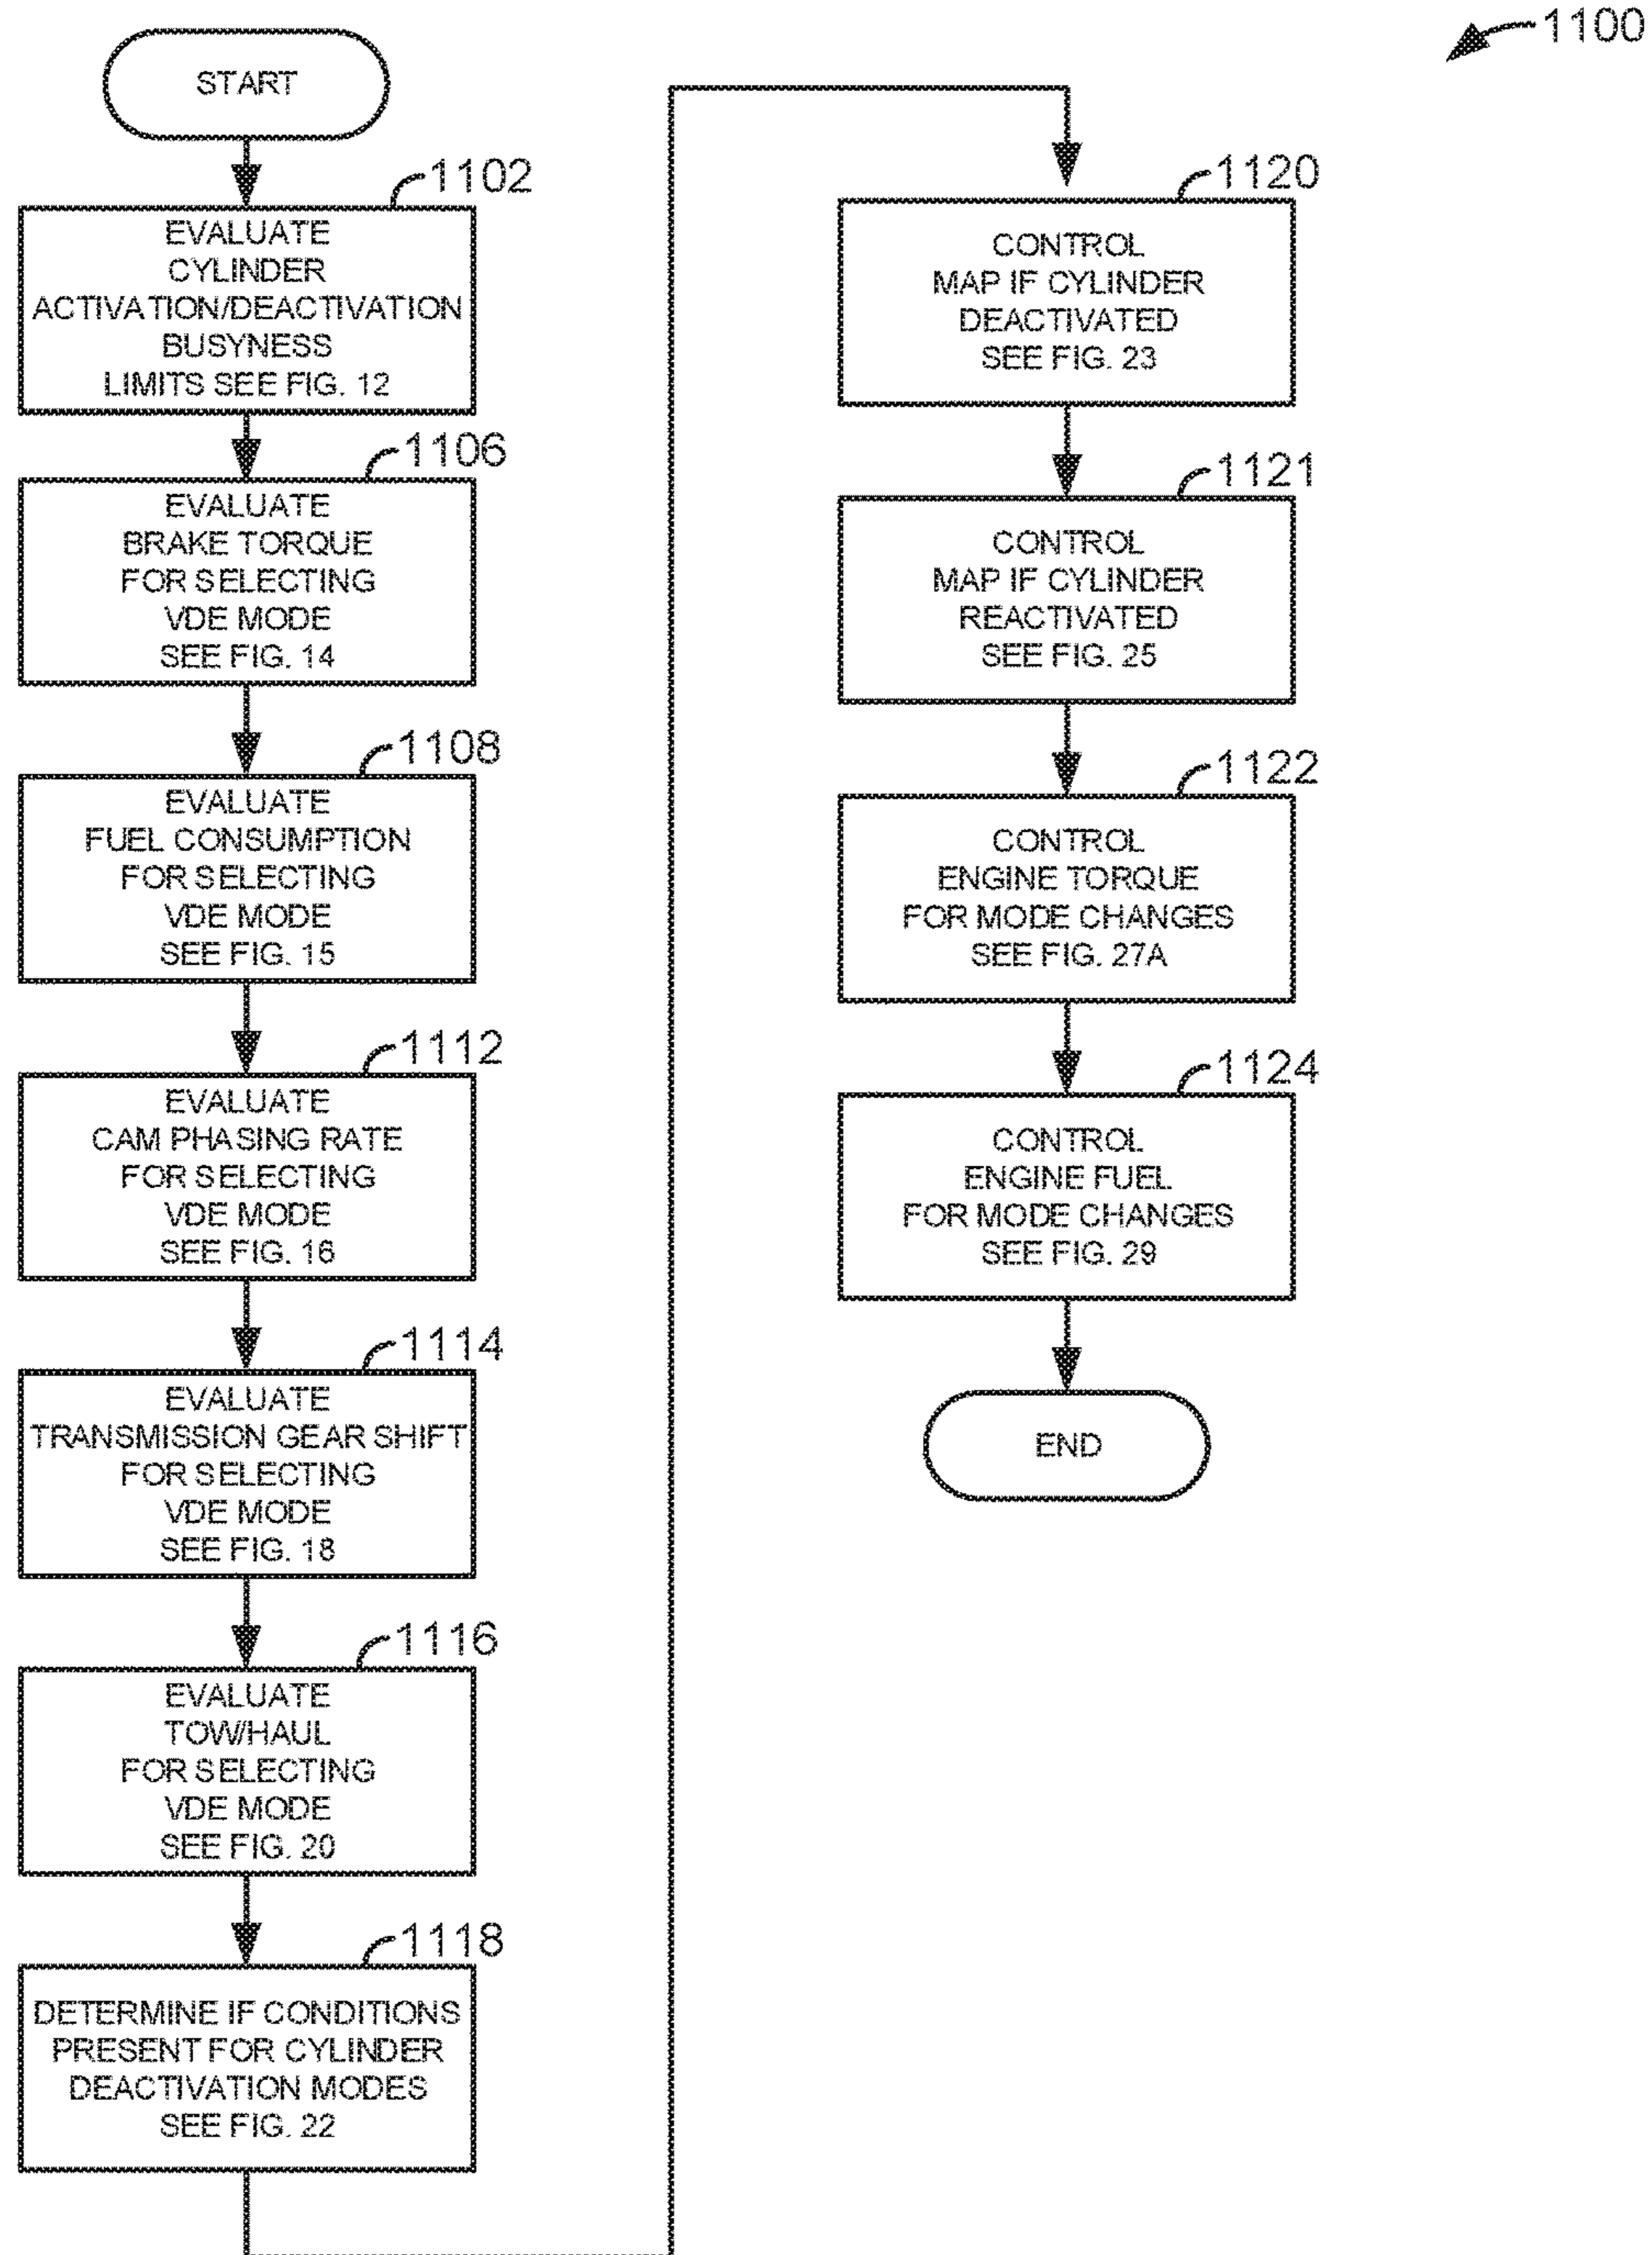 1100
START
1102
EVALUATE
CYLINDER
ACTIVATION/DEACTIVATION
BUSYNESS
LIMITS SEE FIG. 12
1106
EVALUATE
BRAKE TORQUE
FOR SELECTING
VDE MODE
SEE FIG. 14
1108
EVALUATE
FUEL CONSUMPTION
FOR SELECTING
VDE MODE
SEE FIG. 15
1112
EVALUATE
CAM PHASING RATE
FOR SELECTING
VDE MODE
SEE FIG. 16
1114
EVALUATE
TRANSMISSION GEAR SHIFT
FOR SELECTING
VDE MODE
SEE FIG. 18
1116
EVALUATE
TOW/HAUL
FOR SELECTING
VDE MODE
SEE FIG. 20
1118
DETERMINE IF CONDITIONS
PRESENT FOR CYLINDER
DEACTIVATION MODES
SEE FIG. 22
1120
CONTROL
MAP IF CYLINDER
DEACTIVATED
SEE FIG. 23
1121
CONTROL
MAP IF CYLINDER
REACTIVATED
SEE FIG. 25
1122
CONTROL
ENGINE TORQUE
FOR MODE CHANGES
SEE FIG. 27A
1124
CONTROL
ENGINE FUEL
FOR MODE CHANGES
SEE FIG. 29
END